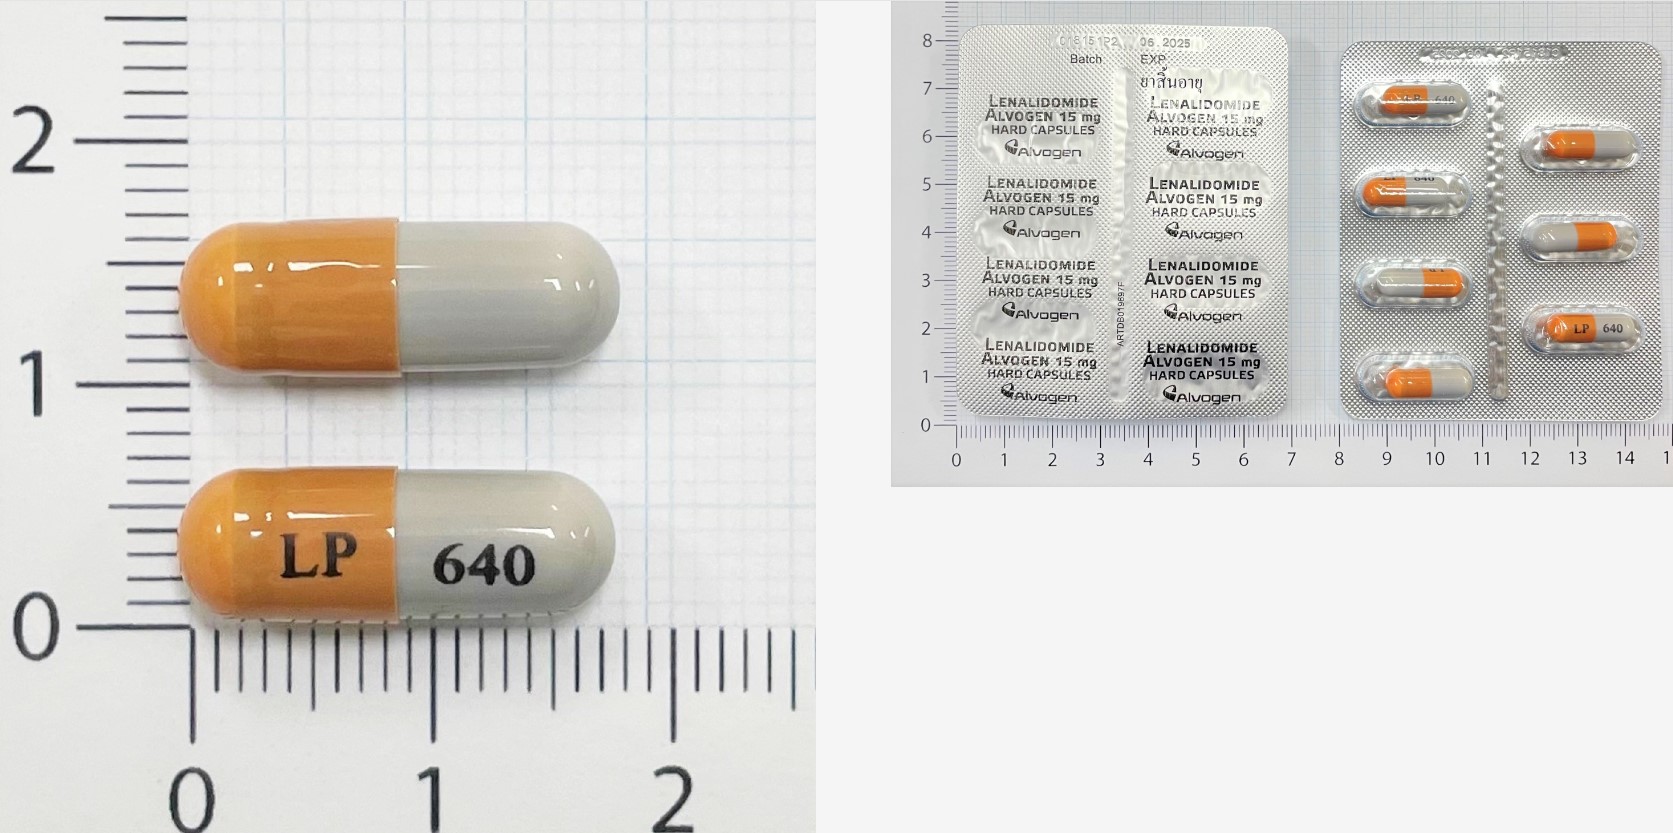 2
1
0
0 1 2
LP 640
8
7
6
5
4
3
2
1
0
0 1 2 3 4 5 6 7 8 9 10 11 12 13 14
06 2025
Batch EXP
ยาสิ้นอายุ
LENALIDOMIDE
ALVOGEN 15 mg
HARD CAPSULES
Alvogen
LENALIDOMIDE
ALVOGEN 15 mg
HARD CAPSULES
Alvogen
LENALIDOMIDE
ALVOGEN 15 mg
HARD CAPSULES
Alvogen
LENALIDOMIDE
ALVOGEN 15 mg
HARD CAPSULES
Alvogen
LENALIDOMIDE
ALVOGEN 15 mg
HARD CAPSULES
Alvogen
LENALIDOMIDE
ALVOGEN 15 mg
HARD CAPSULES
Alvogen
LENALIDOMIDE
ALVOGEN 15 mg
HARD CAPSULES
Alvogen
LENALIDOMIDE
ALVOGEN 15 mg
HARD CAPSULES
Alvogen
LP 640
LP 640
LP 640